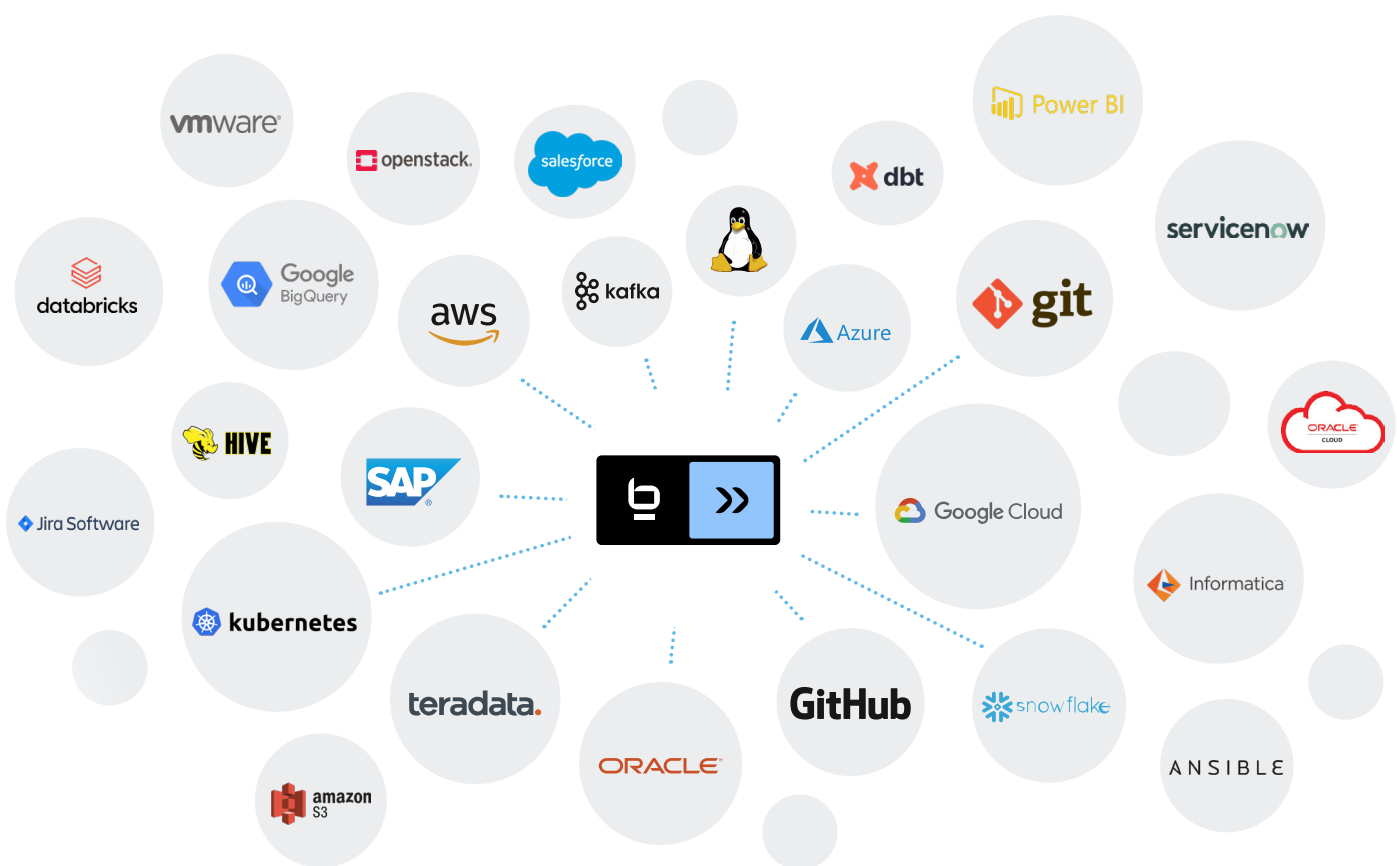 vmware®
openstack.
salesforce
Power BI
dbt
servicenow
databricks
Google
BigQuery
aws
kafka
Azure
git
HIVE
SAP
®
ORACLE
CLOUD
Jira Software
b
Google Cloud
Informatica
kubernetes
teradata.
GitHub
snowflake
ORACLE®
ANSIBLE
amazon
S3